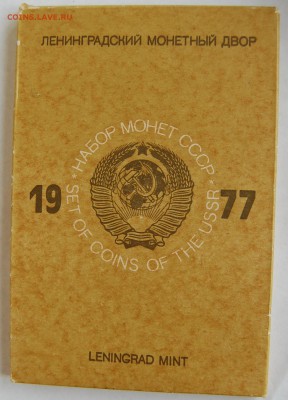 COINS.LAVE.RU
ЛЕНИНГРАДСКИЙ МОНЕТНЫЙ ДВОР
· НАБОР МОНЕТ СССР ·
19 77
SET OF COINS OF THE USSR
LENINGRAD MINT